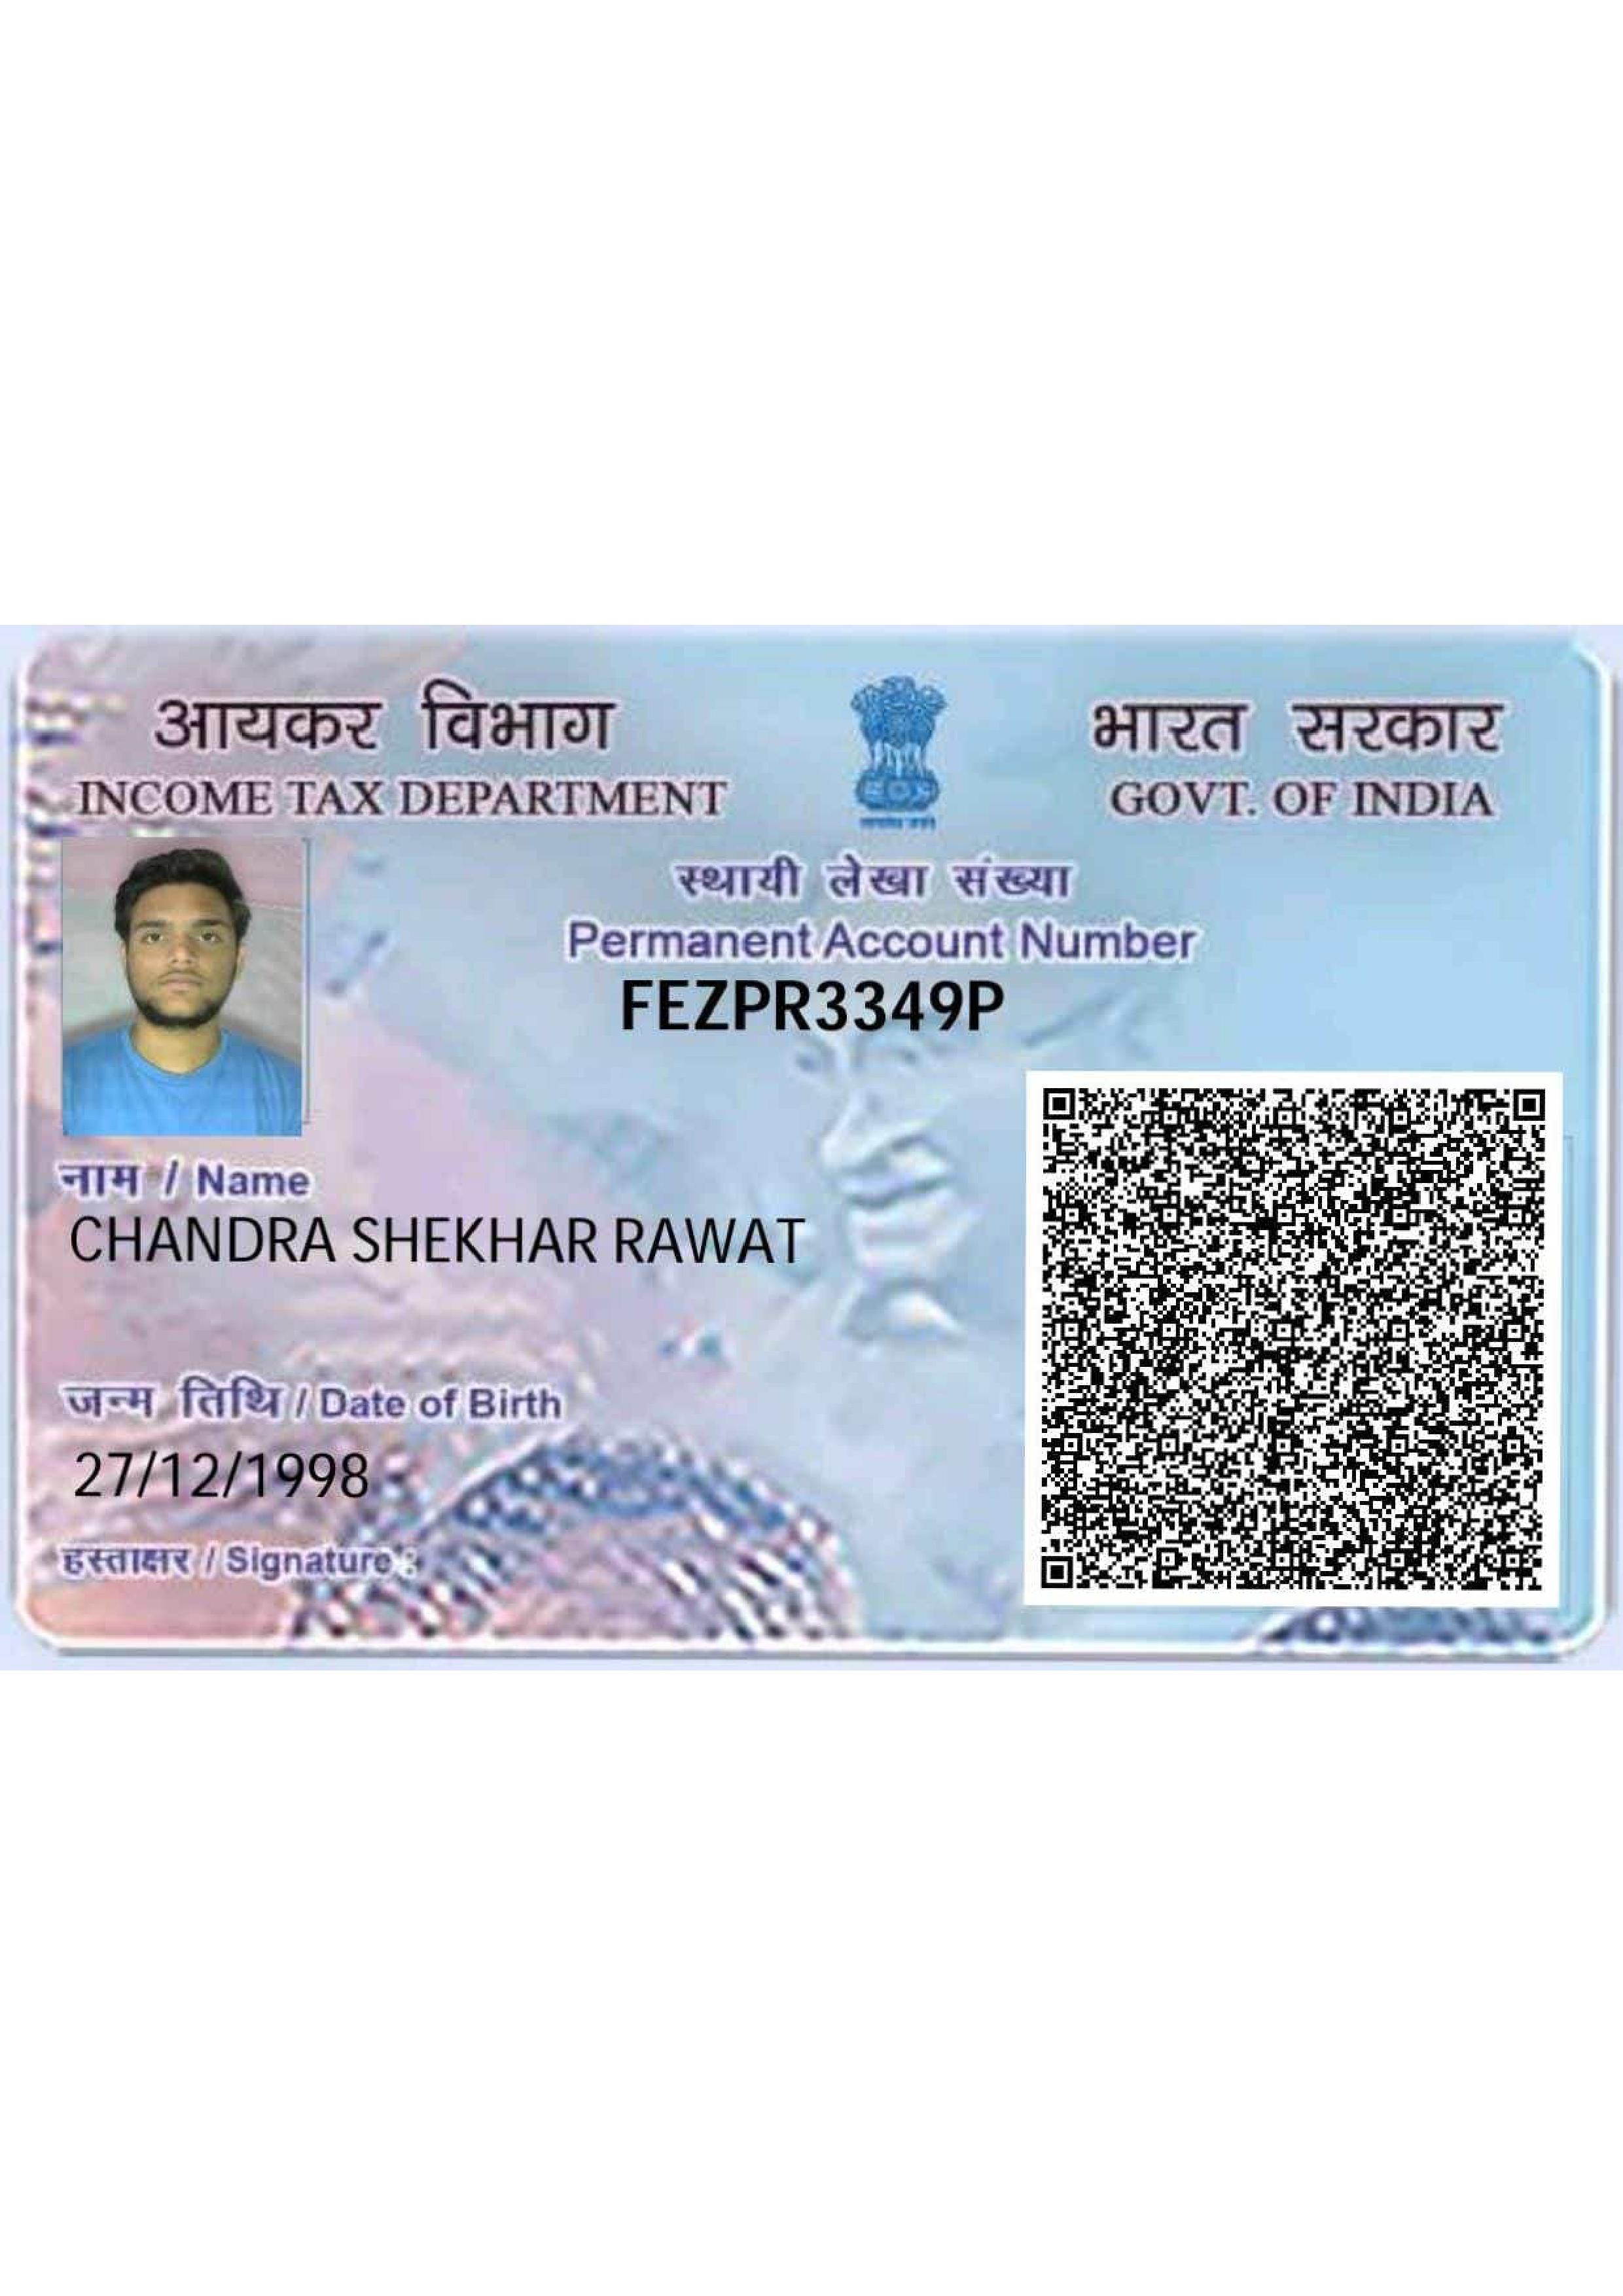 आयकर विभाग
INCOME TAX DEPARTMENT
भारत सरकार
GOVT. OF INDIA
स्थायी लेखा संख्या
Permanent Account Number
FEZPR3349P
नाम / Name
CHANDRA SHEKHAR RAWAT
जन्म तिथि / Date of Birth
27/12/1998
हस्ताक्षर / Signature :